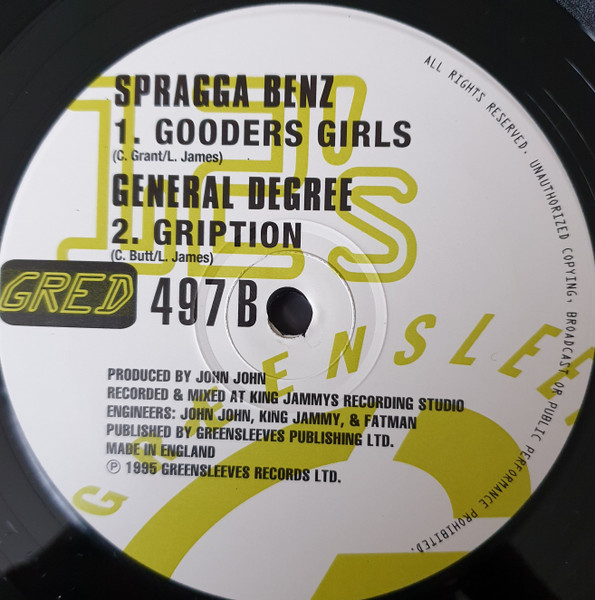 12"s
SPRAGGA BENZ
1. GOODERS GIRLS
(C. Grant/L. James)
GENERAL DEGREE
2. GRIPTION
(C. Butt/L. James)
GRED 497 B
PRODUCED BY JOHN JOHN
RECORDED & MIXED AT KING JAMMYS RECORDING STUDIO
ENGINEERS: JOHN JOHN, KING JAMMY, & FATMAN
PUBLISHED BY GREENSLEEVES PUBLISHING LTD.
MADE IN ENGLAND
Ⓟ 1995 GREENSLEEVES RECORDS LTD.
ALL RIGHTS RESERVED. UNAUTHORIZED COPYING, BROADCAST OR PUBLIC PERFORMANCE PROHIBITED.
GREENSLEE